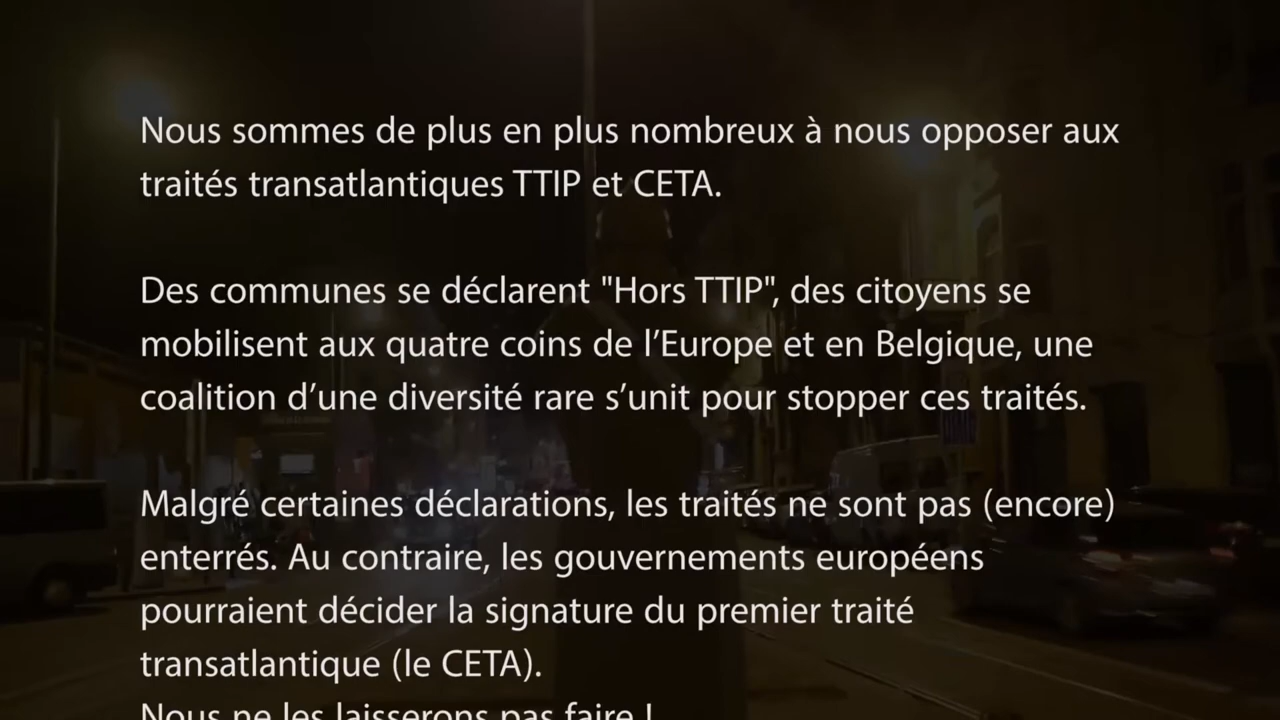 Nous sommes de plus en plus nombreux à nous opposer aux
traités transatlantiques TTIP et CETA.
Des communes se déclarent "Hors TTIP", des citoyens se
mobilisent aux quatre coins de l’Europe et en Belgique, une
coalition d’une diversité rare s’unit pour stopper ces traités.
Malgré certaines déclarations, les traités ne sont pas (encore)
enterrés. Au contraire, les gouvernements européens
pourraient décider la signature du premier traité
transatlantique (le CETA).
Nous ne les laisserons pas faire !